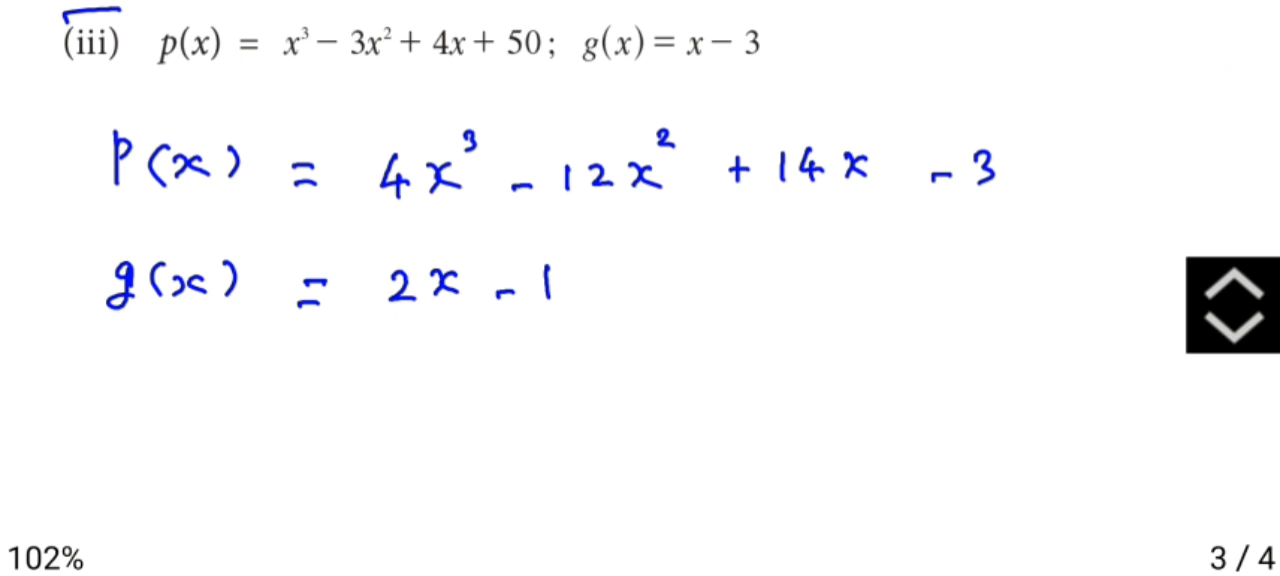 (iii) p(x) = x³ − 3x² + 4x + 50; g(x) = x − 3
P(x) = 4x³ - 12x² + 14x - 3
g(x) = 2x - 1
102%
3 / 4